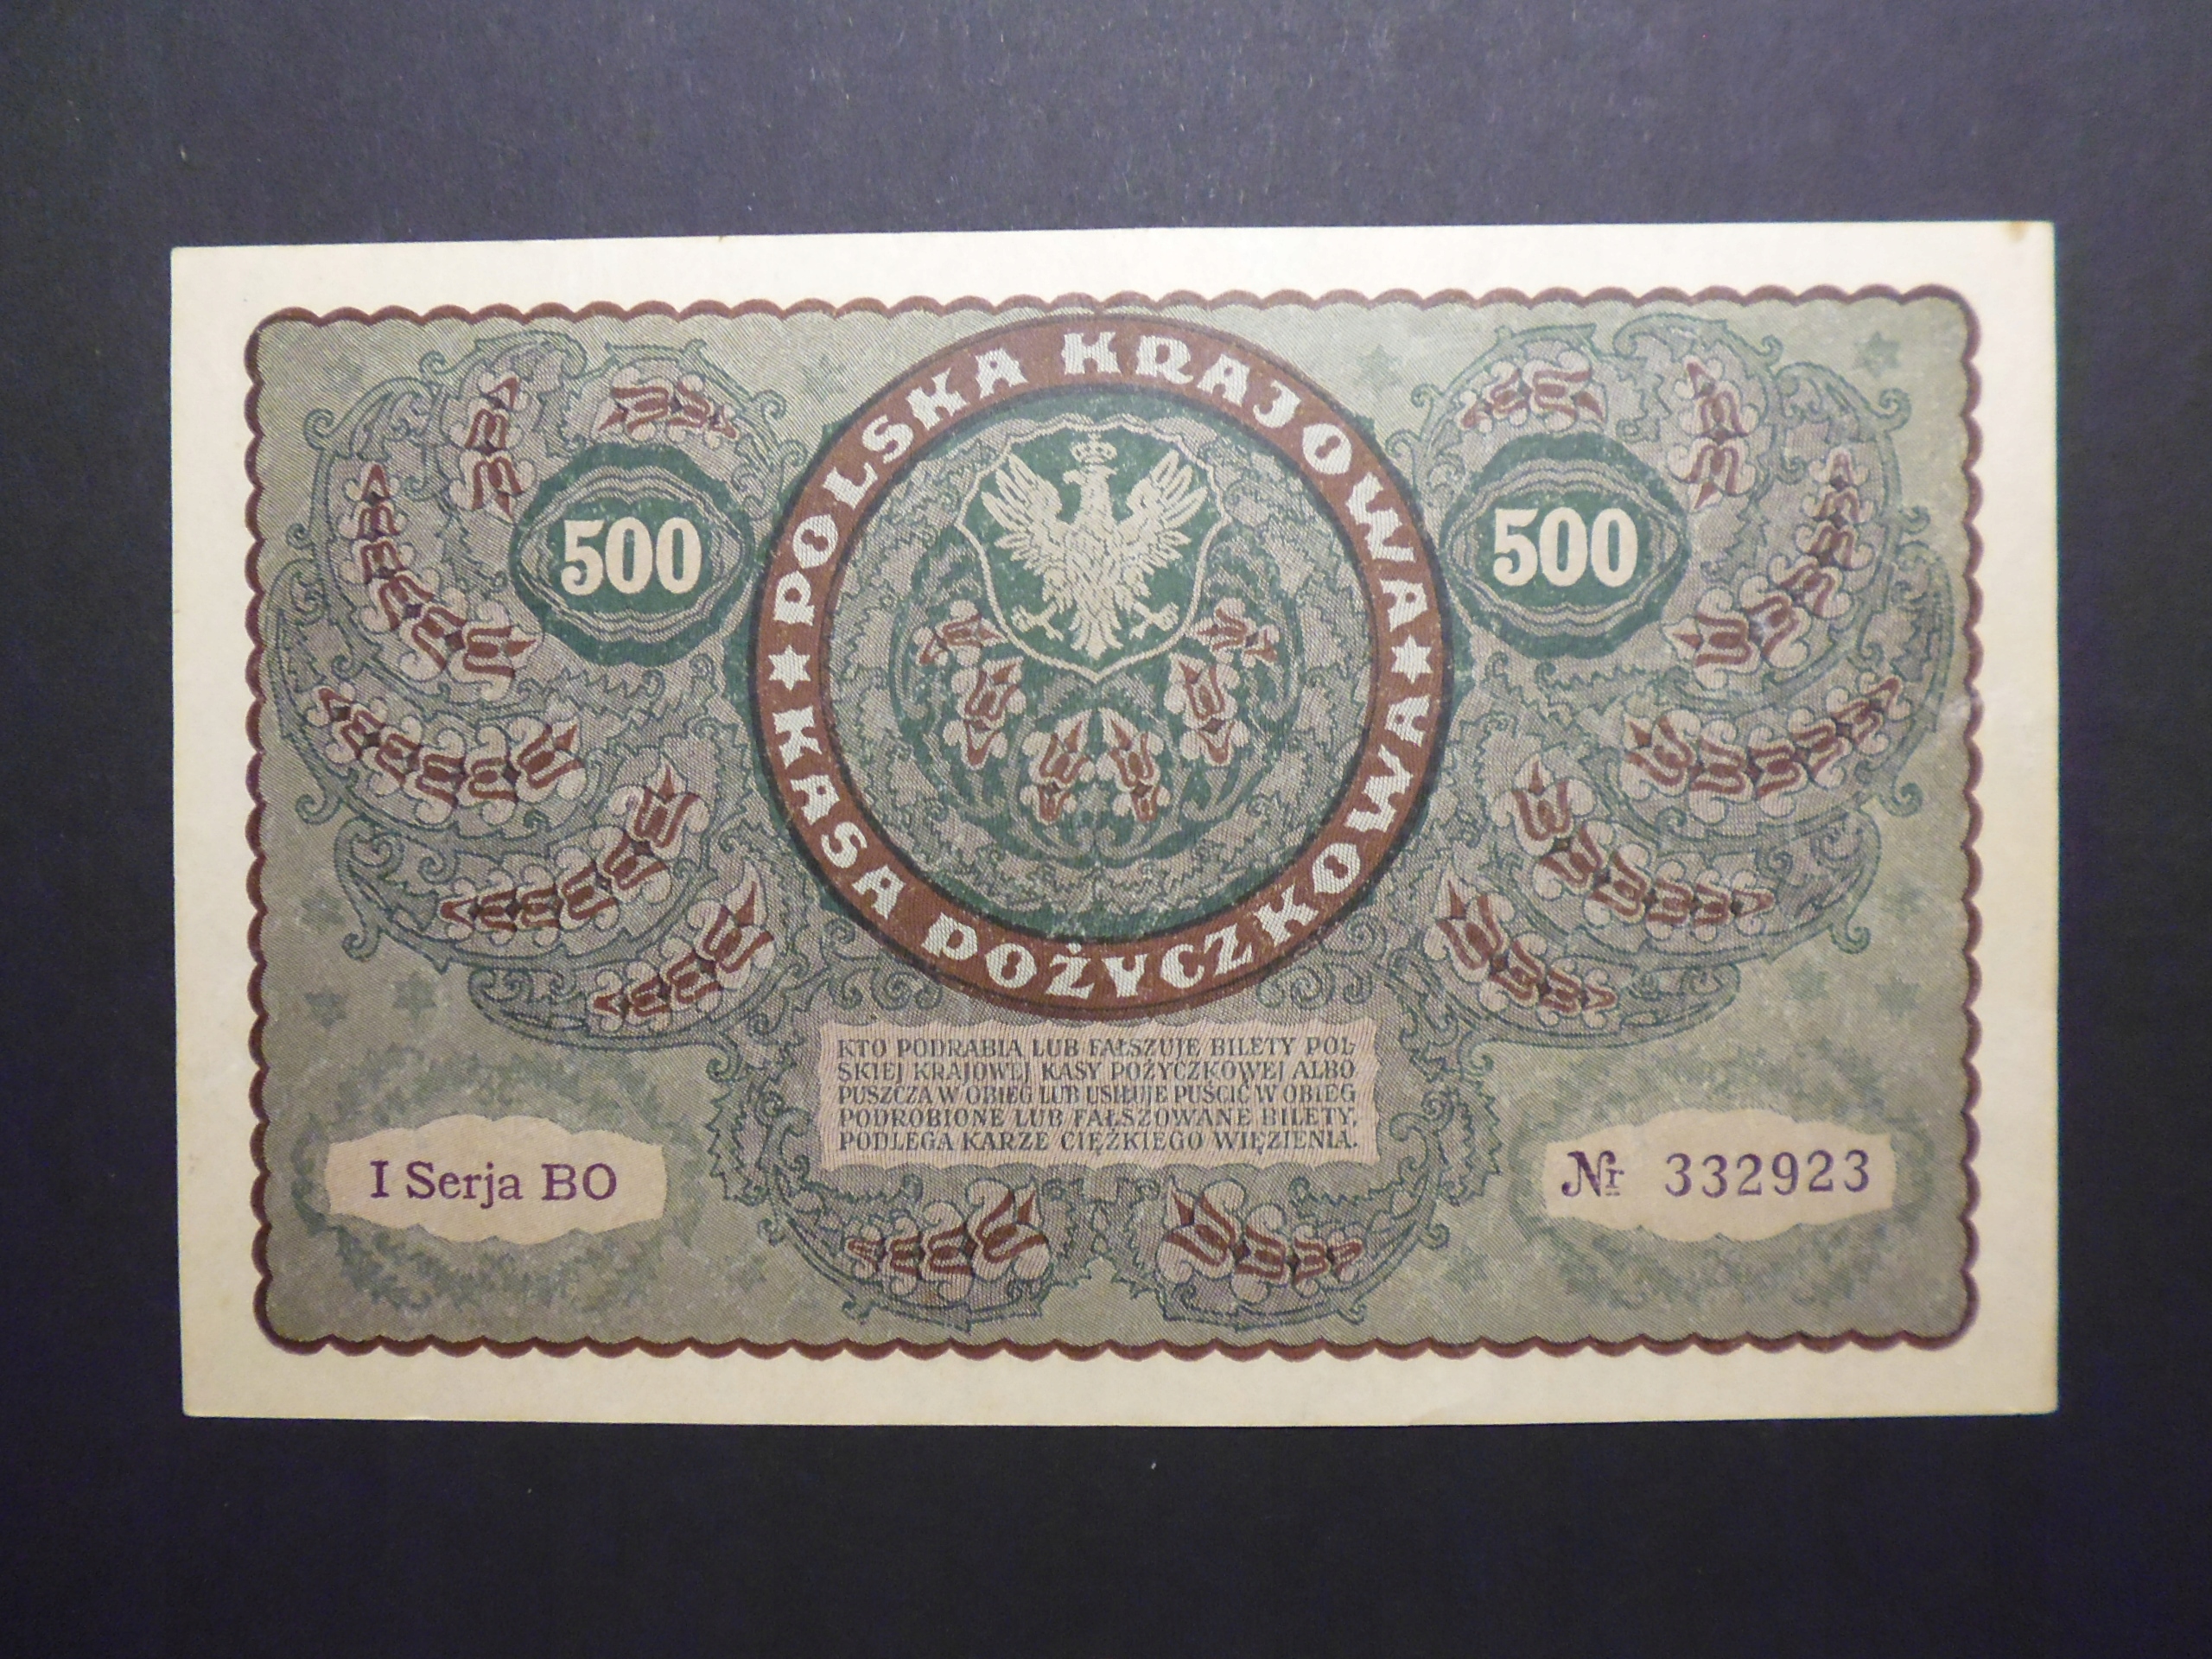 POLSKA KRAJOWA
500
500
KASA POŻYCZKOWA
KTO PODRABIA LUB FAŁSZUJE BILETY POL-
SKIEJ KRAJOWEJ KASY POŻYCZKOWEJ ALBO
PUSZCZA W OBIEG LUB USIŁUJE PUŚCIĆ W OBIEG
PODROBIONE LUB FAŁSZOWANE BILETY,
PODLEGA KARZE CIĘŻKIEGO WIĘZIENIA.
I Serja BO
Nr 332923